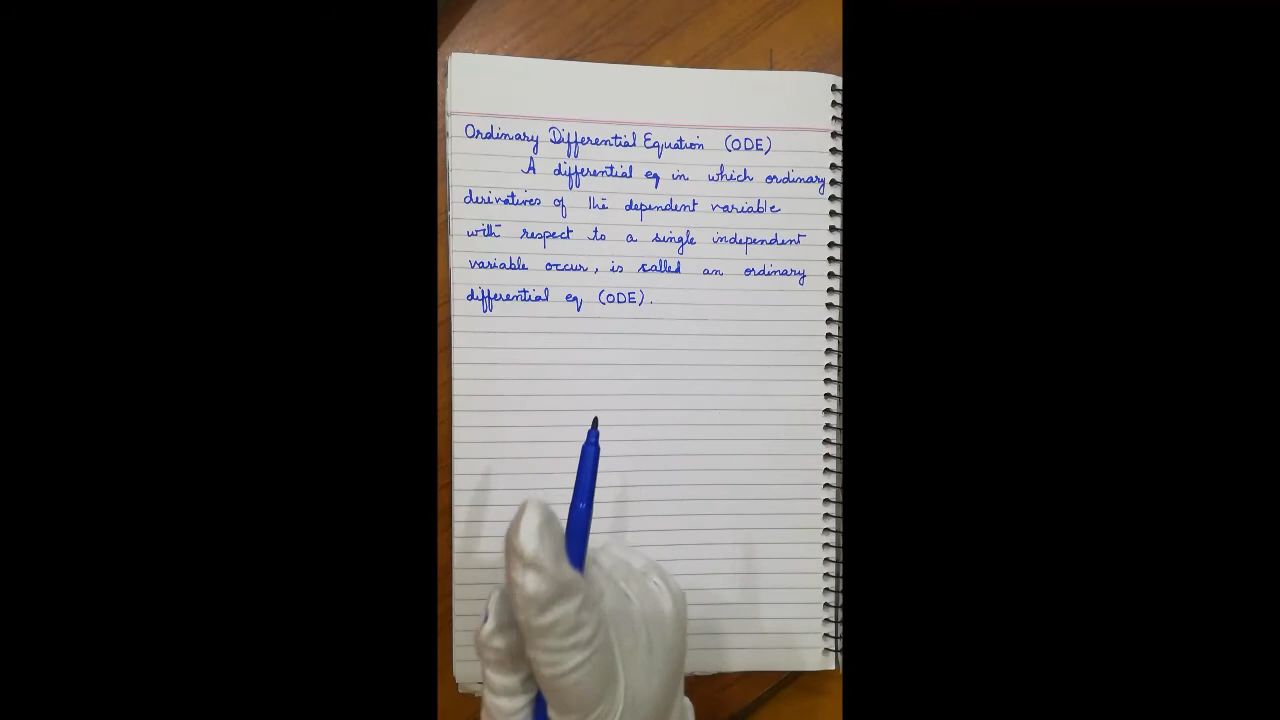 Ordinary Differential Equation (ODE)
A differential eq in which ordinary
derivatives of the dependent variable
with respect to a single independent
variable occur, is called an ordinary
differential eq (ODE).